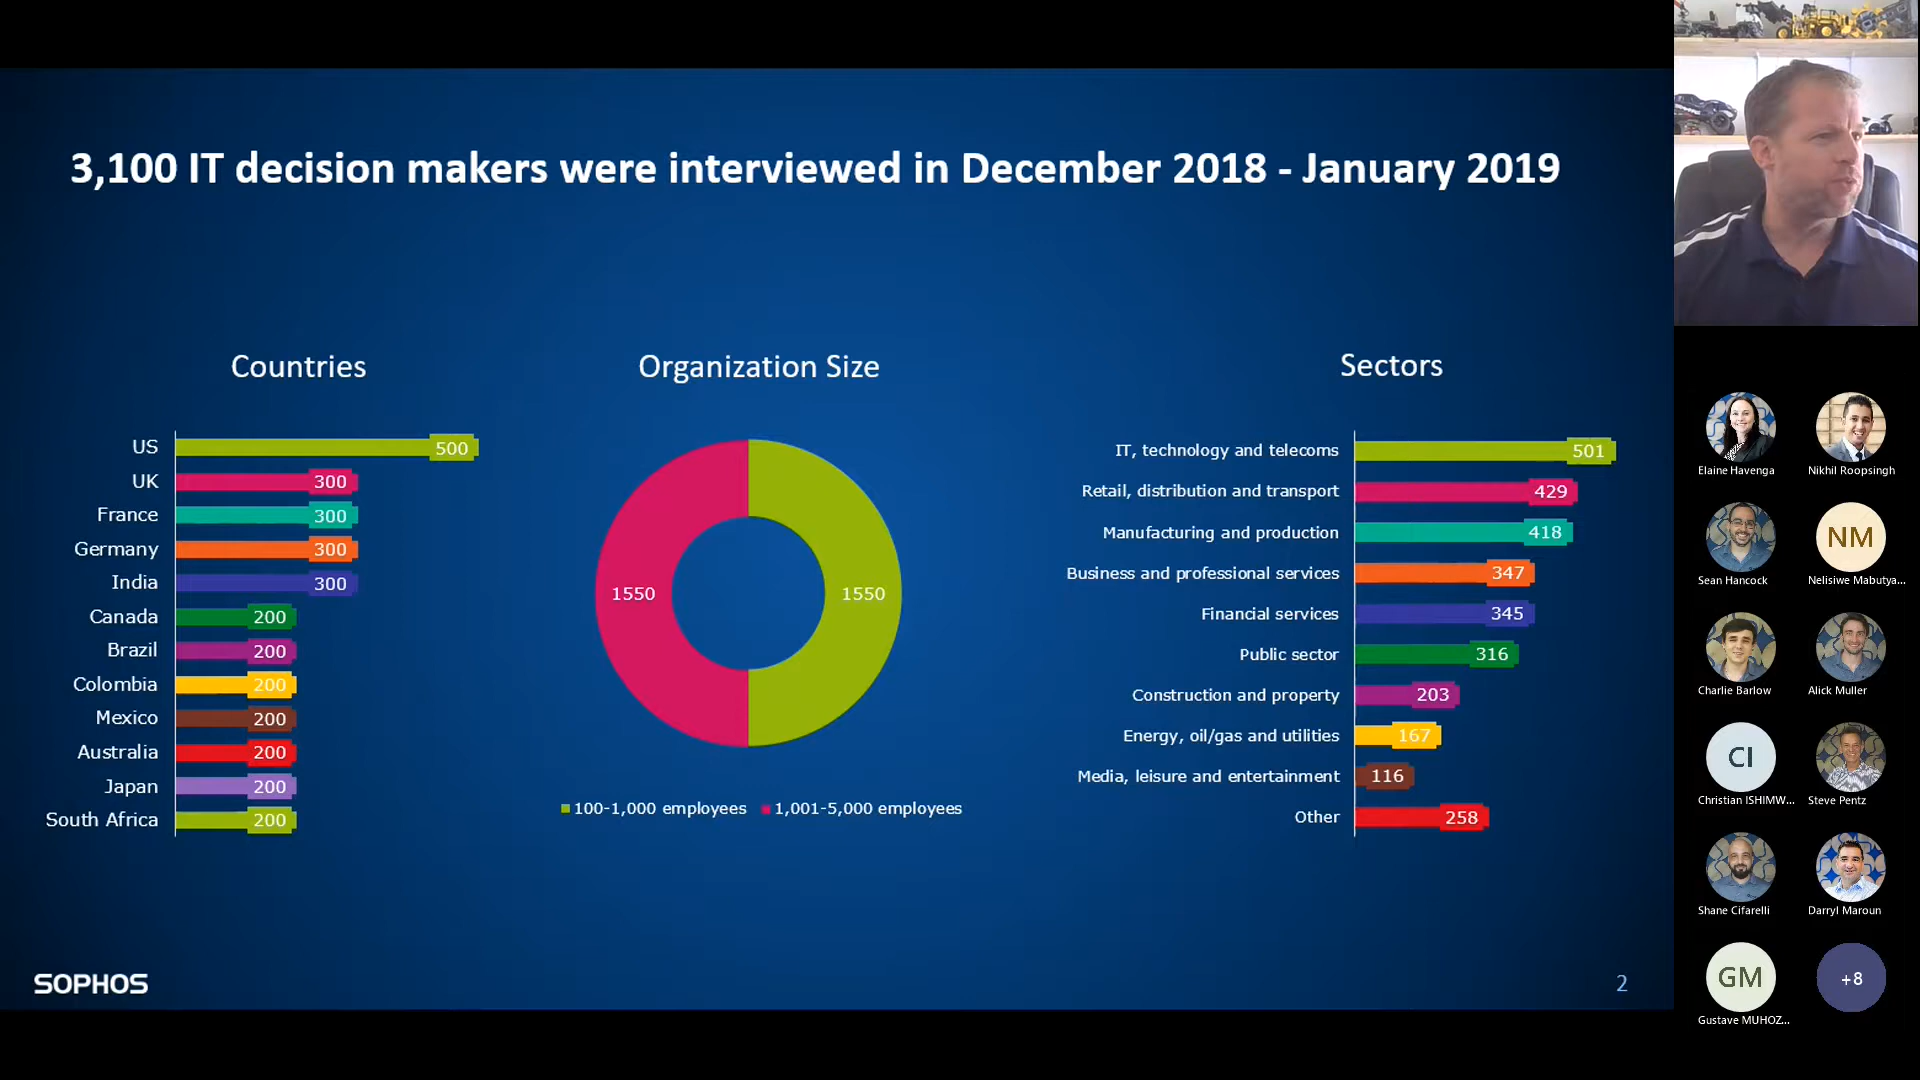 3,100 IT decision makers were interviewed in December 2018 - January 2019
Countries
US 500
UK 300
France 300
Germany 300
India 300
Canada 200
Brazil 200
Colombia 200
Mexico 200
Australia 200
Japan 200
South Africa 200
Organization Size
1550 1550
100-1,000 employees 1,001-5,000 employees
Sectors
IT, technology and telecoms 501
Retail, distribution and transport 429
Manufacturing and production 418
Business and professional services 347
Financial services 345
Public sector 316
Construction and property 203
Energy, oil/gas and utilities 167
Media, leisure and entertainment 116
Other 258
SOPHOS
2
Elaine Havenga Nikhil Roopsingh
NM
Sean Hancock Nelisiwe Mabutya...
Charlie Barlow Alick Muller
CI
Christian ISHIMW... Steve Pentz
Shane Cifarelli Darryl Maroun
GM +8
Gustave MUHOZ...